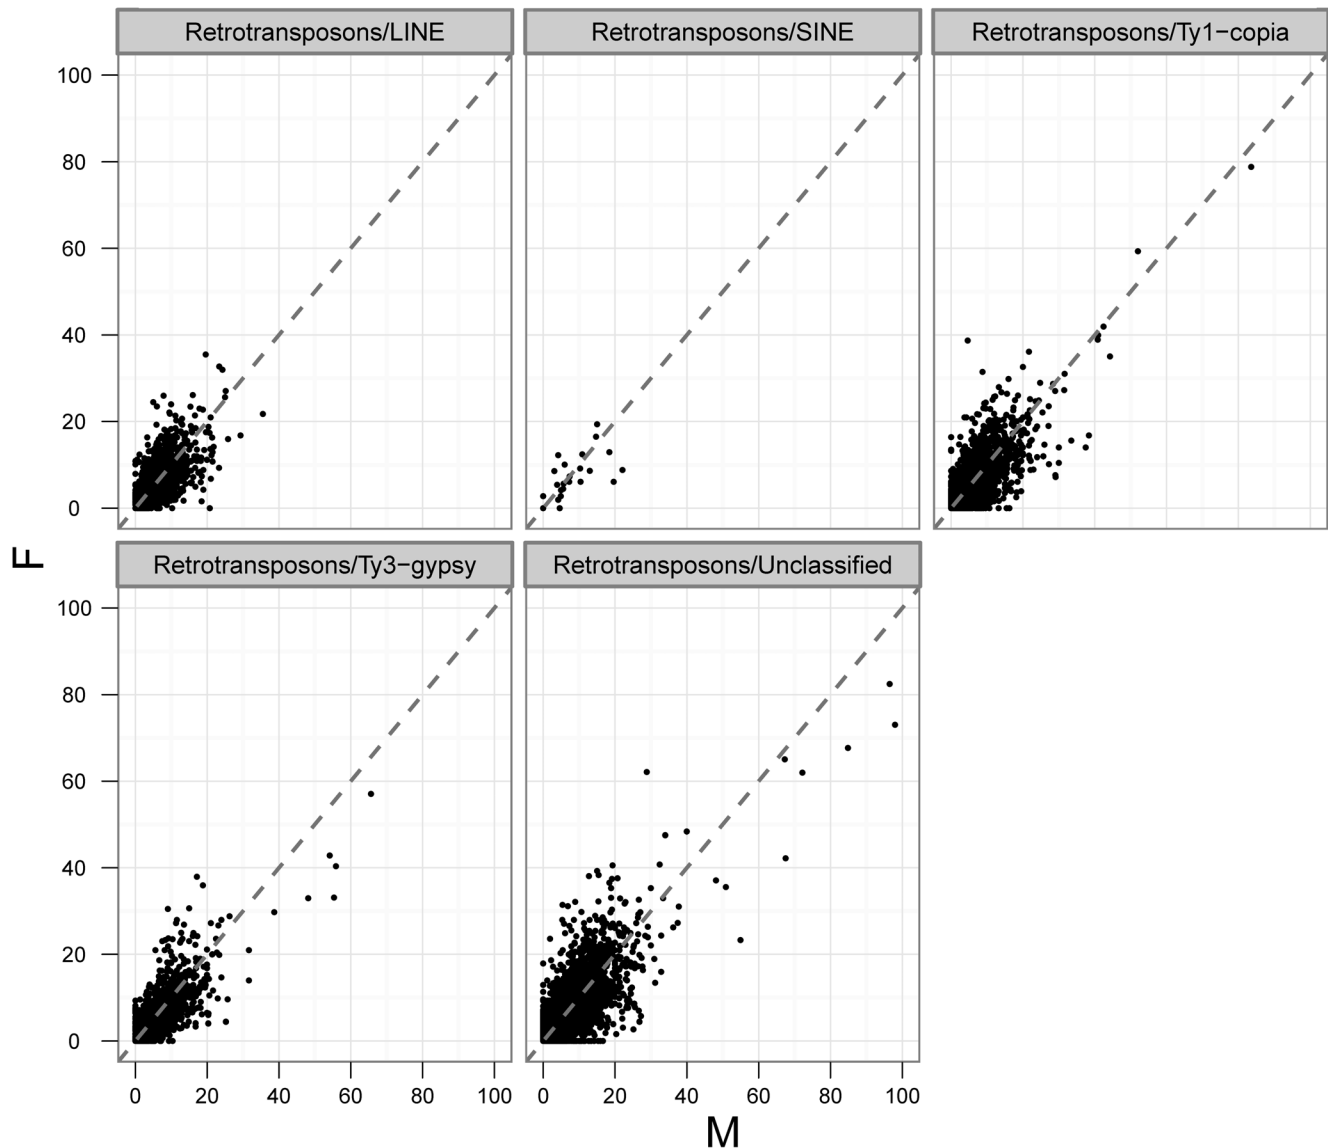 Retrotransposons/LINE
Retrotransposons/SINE
Retrotransposons/Ty1−copia
100
80
60
40
20
0
F
Retrotransposons/Ty3−gypsy
Retrotransposons/Unclassified
100
80
60
40
20
0
0 20 40 60 80 100
0 20 40 60 80 100
M